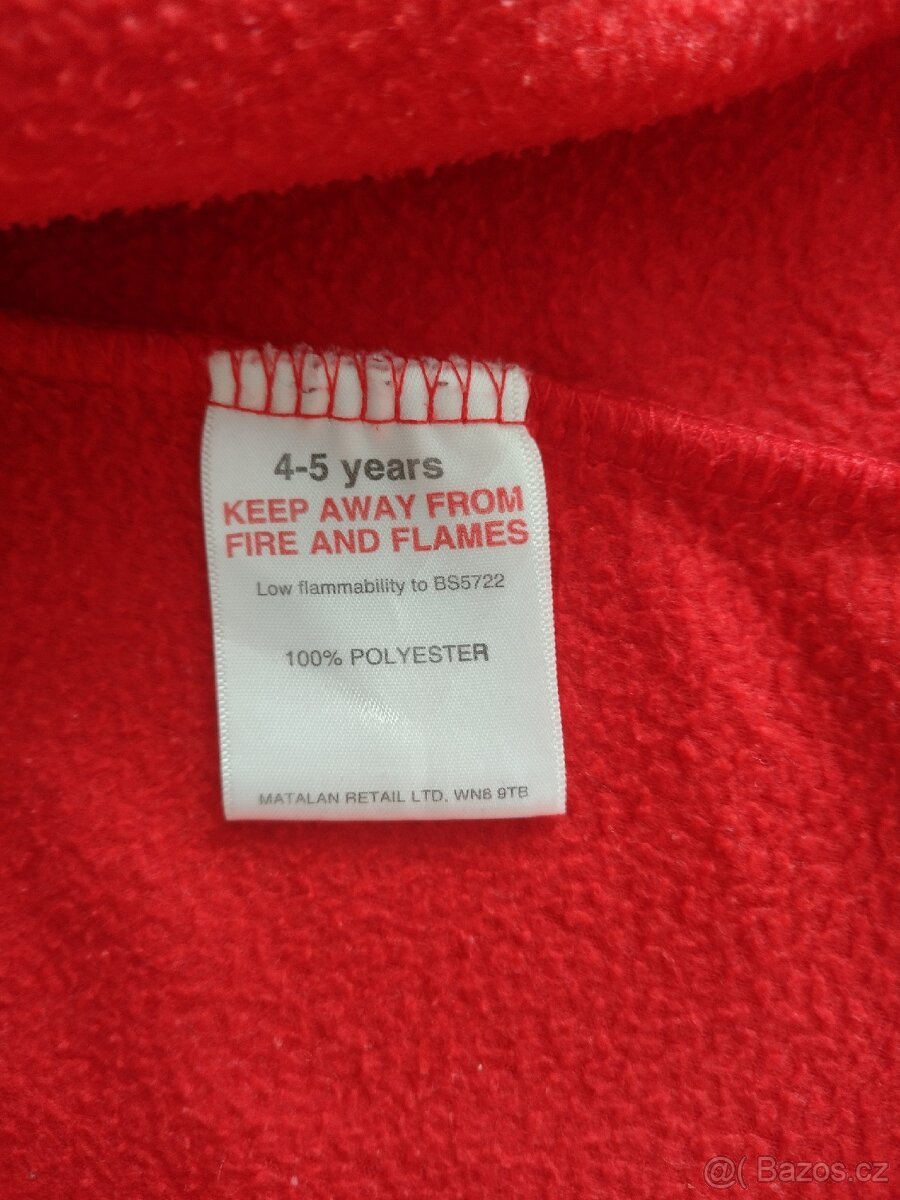 4-5 years
KEEP AWAY FROM
FIRE AND FLAMES
Low flammability to BS5722
100% POLYESTER
MATALAN RETAIL LTD. WN8 9TB
@( Bazos.cz